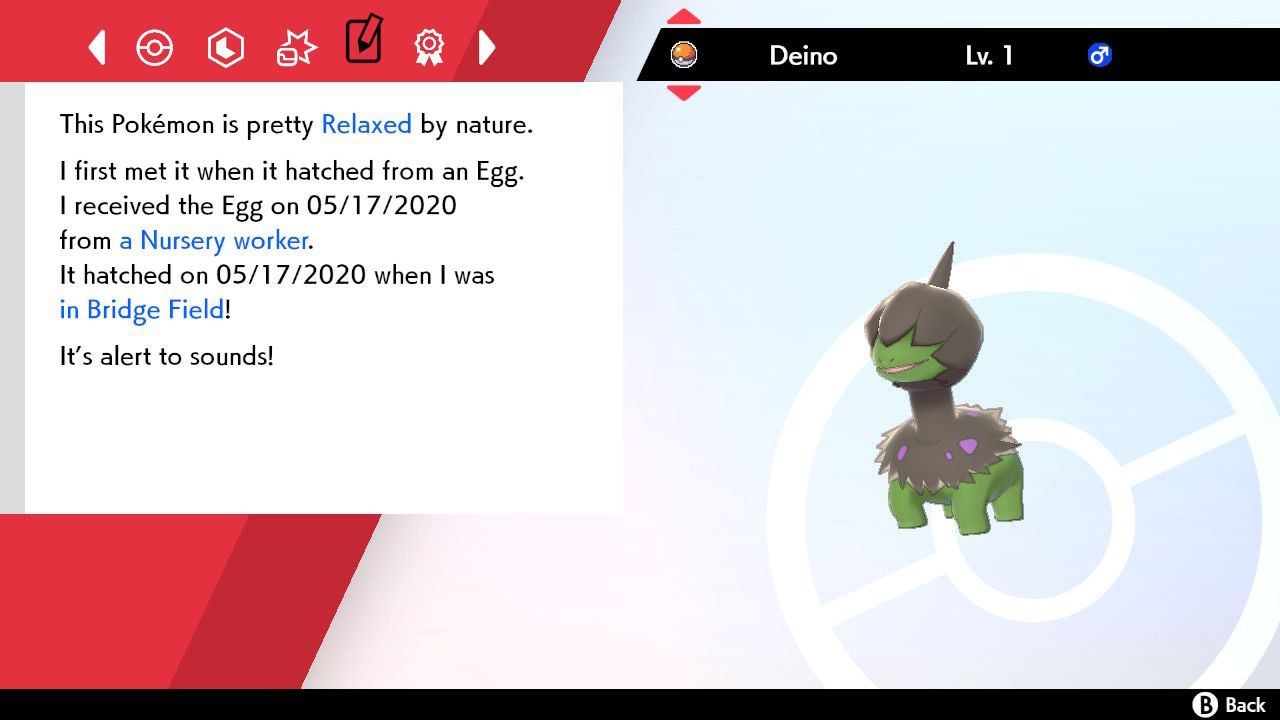 Deino Lv. 1 ♂
This Pokémon is pretty Relaxed by nature.
I first met it when it hatched from an Egg.
I received the Egg on 05/17/2020
from a Nursery worker.
It hatched on 05/17/2020 when I was
in Bridge Field!
It's alert to sounds!
B Back